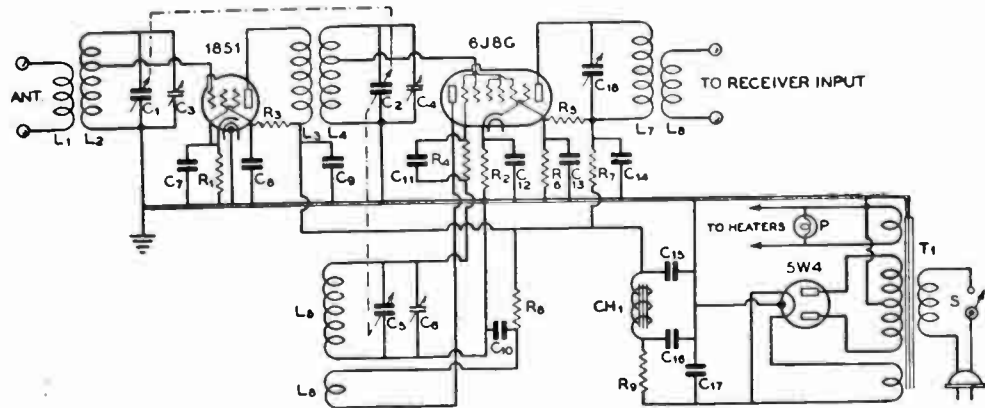 1851
6J8G
ANT.
L1
L2
C1
C3
R3
L3
L4
C2
C4
R5
C18
L7
L8
TO RECEIVER INPUT
C7
R1
C8
C9
C11
R4
R2
C12
R6
C13
R7
C14
TO HEATERS
P
T1
5W4
S
C15
CH1
C16
C17
R9
L5
C5
C6
R8
C10
L6